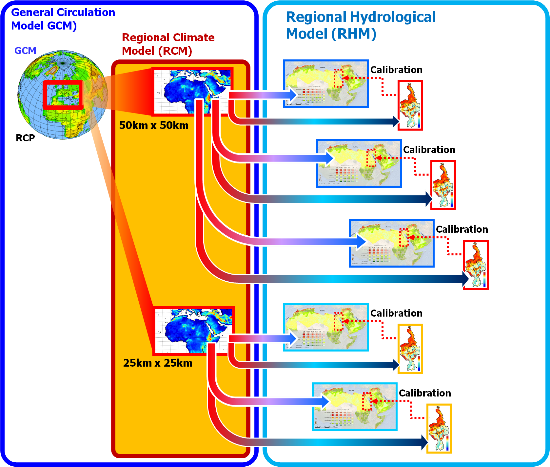 General Circulation
Model GCM)
Regional Climate
Model (RCM)
Regional Hydrological
Model (RHM)
GCM
RCP
50km x 50km
25km x 25km
Calibration
Calibration
Calibration
Calibration
Calibration